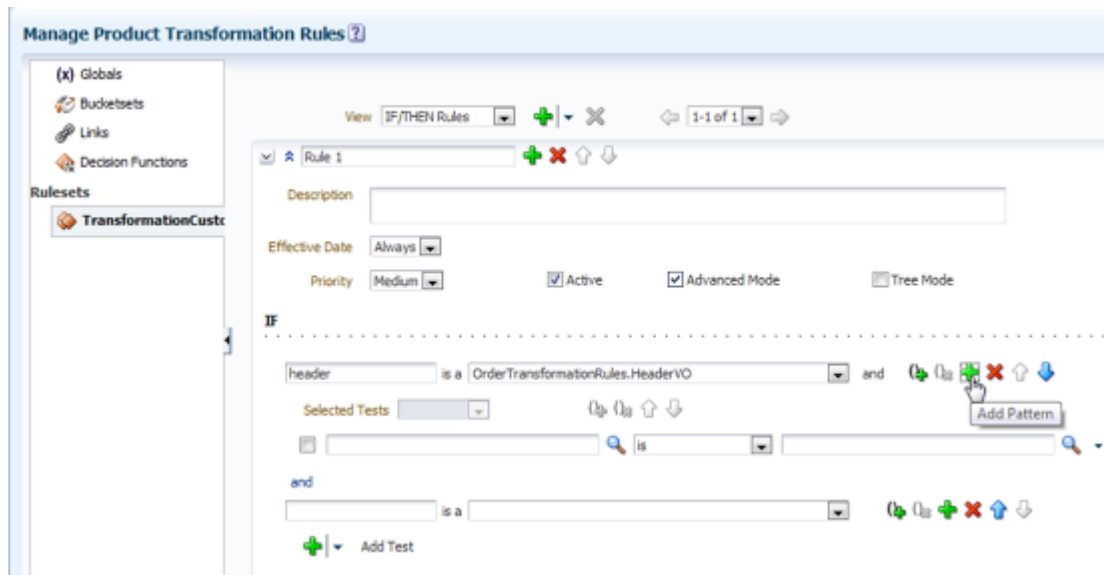 Manage Product Transformation Rules ?
(x) Globals
Bucketsets
Links
Decision Functions
Rulesets
TransformationCusto
View IF/THEN Rules 1-1 of 1
Rule 1
Description
Effective Date Always
Priority Medium Active Advanced Mode Tree Mode
IF
header is a OrderTransformationRules.HeaderVO and
Add Pattern
Selected Tests
is
and
is a
Add Test